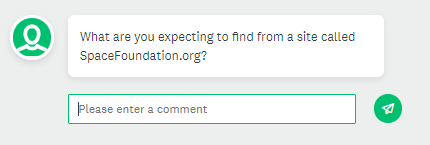 What are you expecting to find from a site called
SpaceFoundation.org?
Please enter a comment